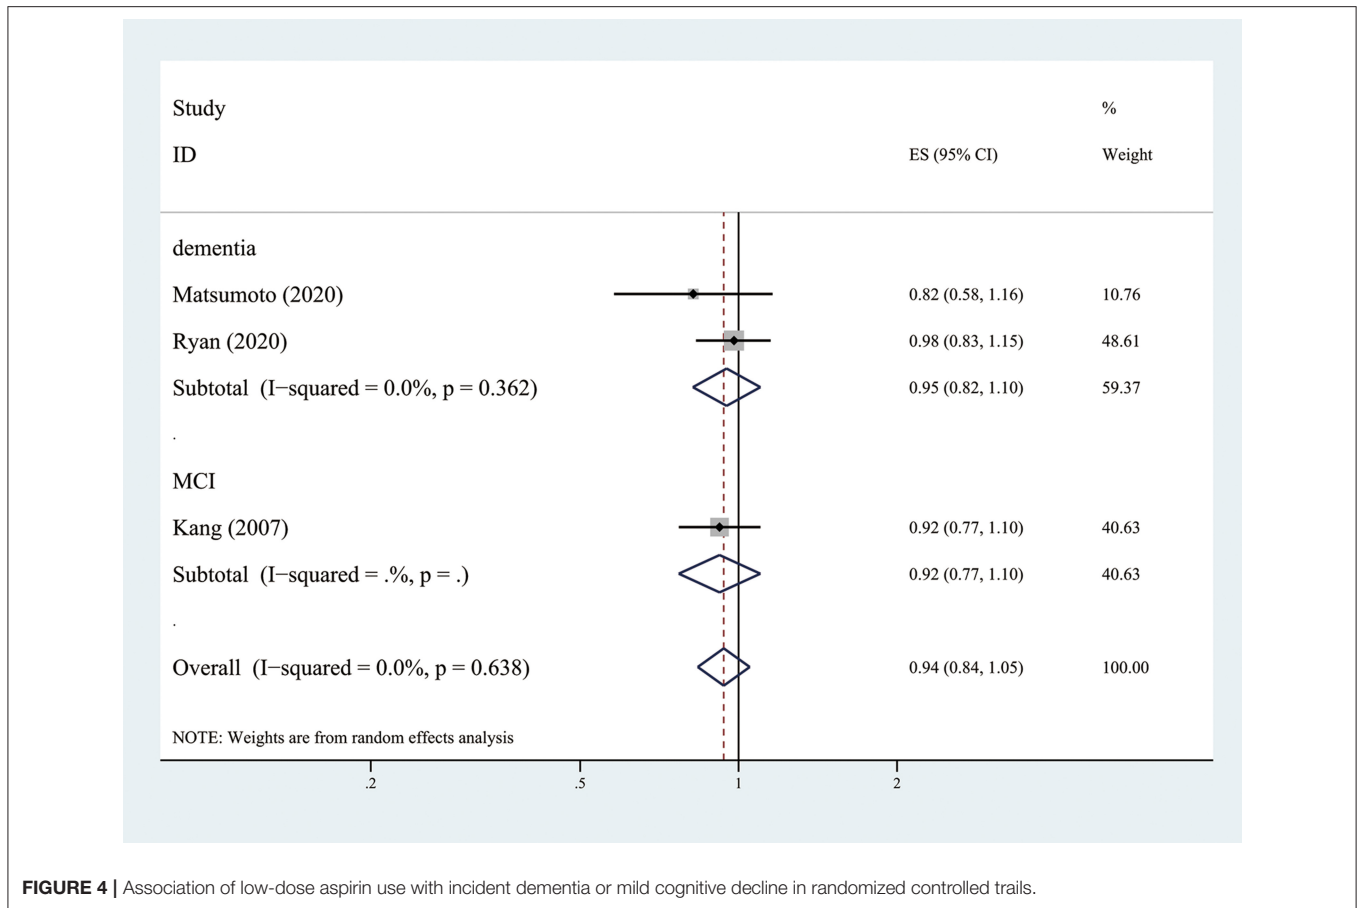 Study %
ID ES (95% CI) Weight
dementia
Matsumoto (2020) 0.82 (0.58, 1.16) 10.76
Ryan (2020) 0.98 (0.83, 1.15) 48.61
Subtotal (I−squared = 0.0%, p = 0.362) 0.95 (0.82, 1.10) 59.37
.
MCI
Kang (2007) 0.92 (0.77, 1.10) 40.63
Subtotal (I−squared = .%, p = .) 0.92 (0.77, 1.10) 40.63
.
Overall (I−squared = 0.0%, p = 0.638) 0.94 (0.84, 1.05) 100.00
NOTE: Weights are from random effects analysis
.2 .5 1 2
FIGURE 4 | Association of low-dose aspirin use with incident dementia or mild cognitive decline in randomized controlled trails.